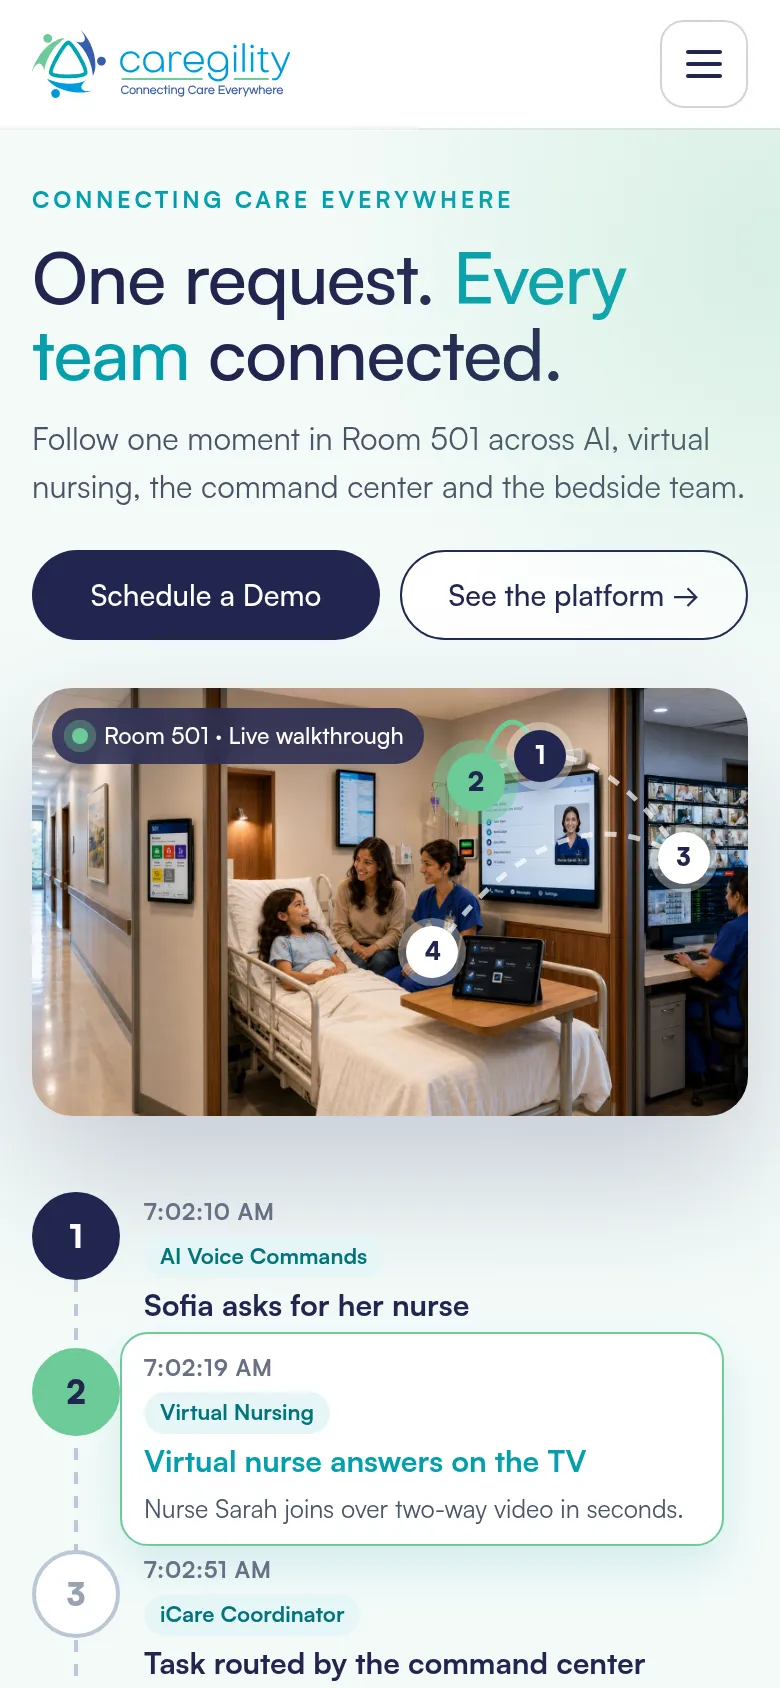 caregility
Connecting Care Everywhere
CONNECTING CARE EVERYWHERE
One request. Every
team connected.
Follow one moment in Room 501 across AI, virtual
nursing, the command center and the bedside team.
Schedule a Demo
See the platform →
Room 501 · Live walkthrough
1
2
3
4
1
7:02:10 AM
AI Voice Commands
Sofia asks for her nurse
2
7:02:19 AM
Virtual Nursing
Virtual nurse answers on the TV
Nurse Sarah joins over two-way video in seconds.
3
7:02:51 AM
iCare Coordinator
Task routed by the command center